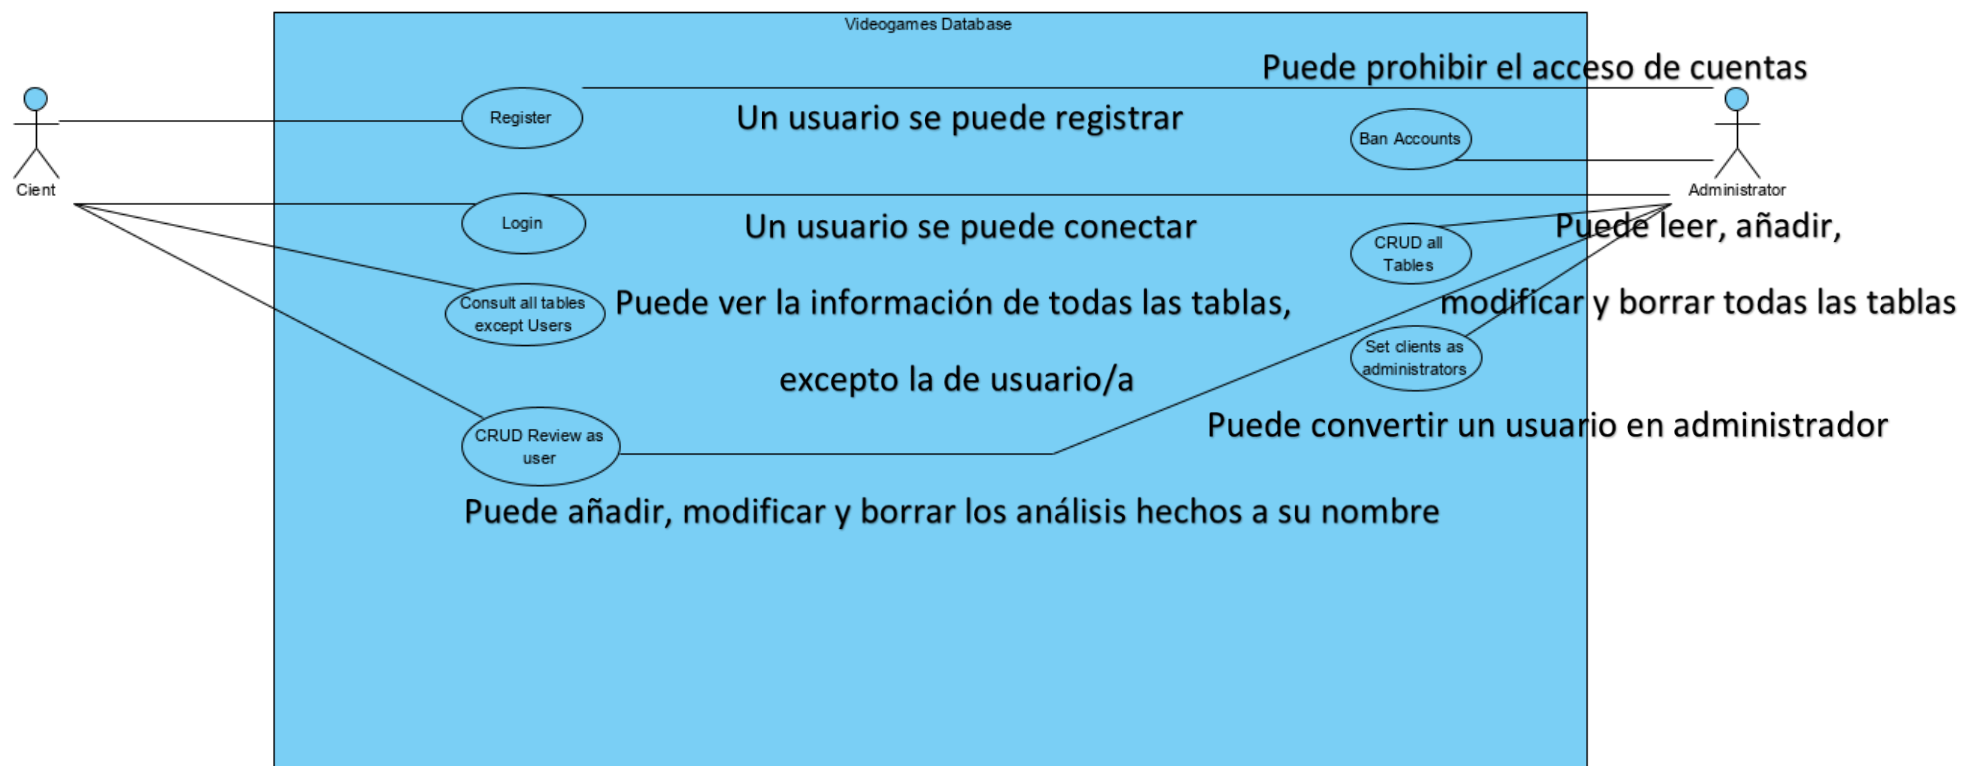 Videogames Database
Puede prohibir el acceso de cuentas
Register
Un usuario se puede registrar
Ban Accounts
Cient
Administrator
Login
Un usuario se puede conectar
CRUD all
Tables
Puede leer, añadir,
modificar y borrar todas las tablas
Consult all tables
except Users
Puede ver la información de todas las tablas,
excepto la de usuario/a
Set clients as
administrators
Puede convertir un usuario en administrador
CRUD Review as
user
Puede añadir, modificar y borrar los análisis hechos a su nombre